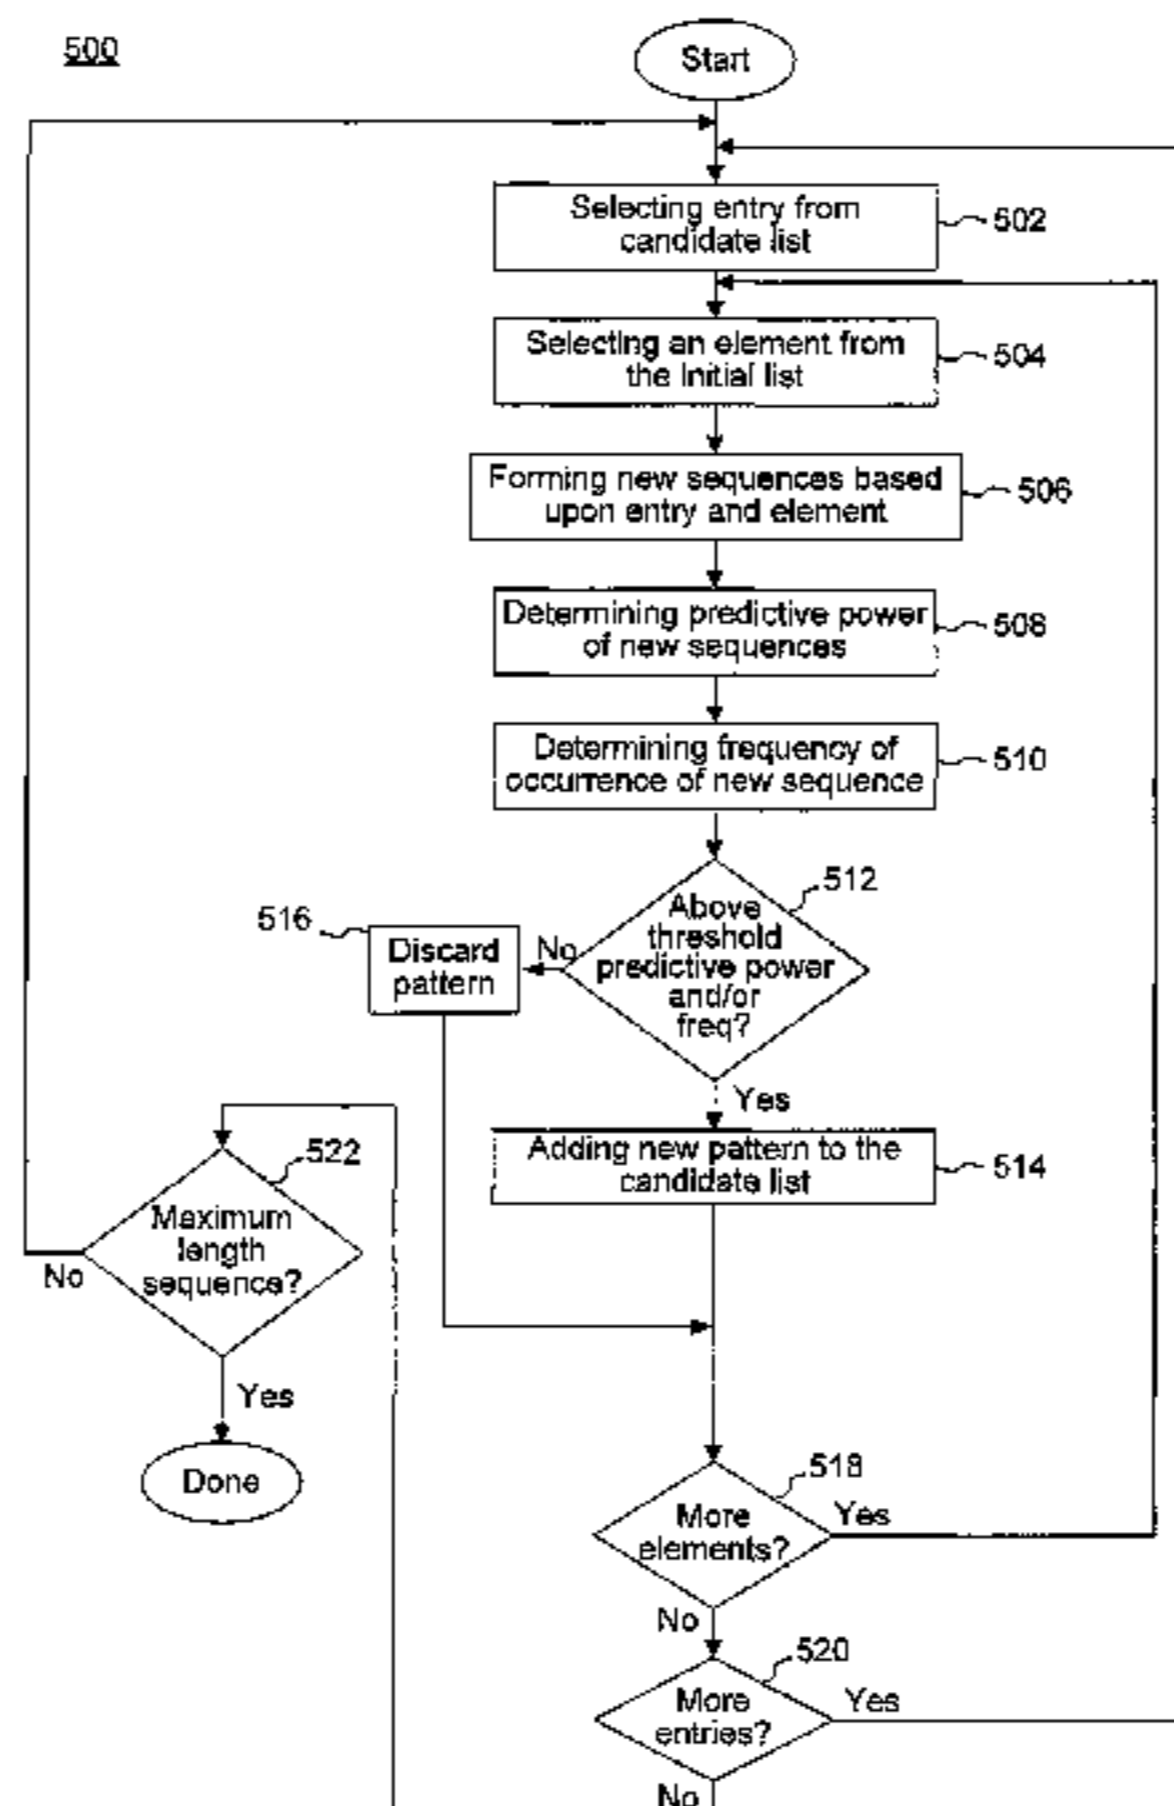 500
Start
Selecting entry from
candidate list
502
Selecting an element from
the initial list
504
Forming new sequences based
upon entry and element
506
Determining predictive power
of new sequences
508
Determining frequency of
occurrence of new sequence
510
512
Above
threshold
predictive power
and/or
freq?
516
No
Discard
pattern
Yes
Adding new pattern to the
candidate list
514
522
Maximum
length
sequence?
No
Yes
Done
518
More
elements?
Yes
No
520
More
entries?
Yes
No